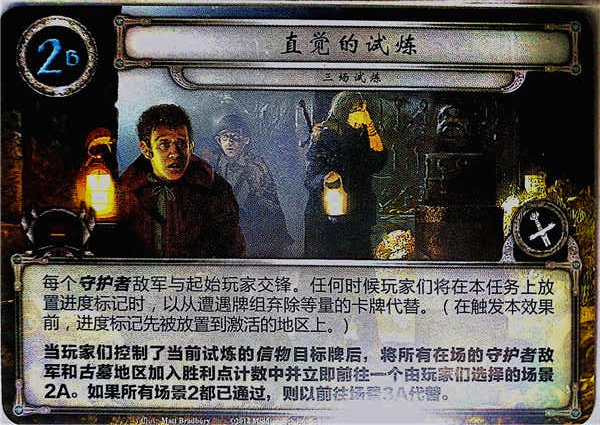 2B
直觉的试炼
三场试炼
每个守护者敌军与起始玩家交锋。任何时候玩家们将在本任务上放
置进度标记时，以从遭遇牌组弃除等量的卡牌代替。（在触发本效果
前，进度标记先被放置到激活的地区上。）
当玩家们控制了当前试炼的信物目标牌后，将所有在场的守护者敌
军和古墓地区加入胜利点计数中并立即前往一个由玩家们选择的场景
2A。如果所有场景2都已通过，则以前往场景3A代替。
Illus. Matt Bradbury ©2012